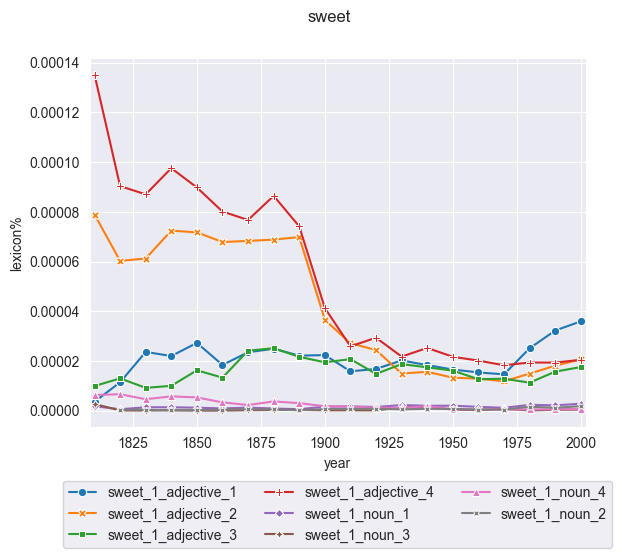 sweet
0.00014
0.00012
0.00010
0.00008
0.00006
0.00004
0.00002
0.00000
lexicon%
1825 1850 1875 1900 1925 1950 1975 2000
year
sweet_1_adjective_1 sweet_1_adjective_4 sweet_1_noun_4
sweet_1_adjective_2 sweet_1_noun_1 sweet_1_noun_2
sweet_1_adjective_3 sweet_1_noun_3